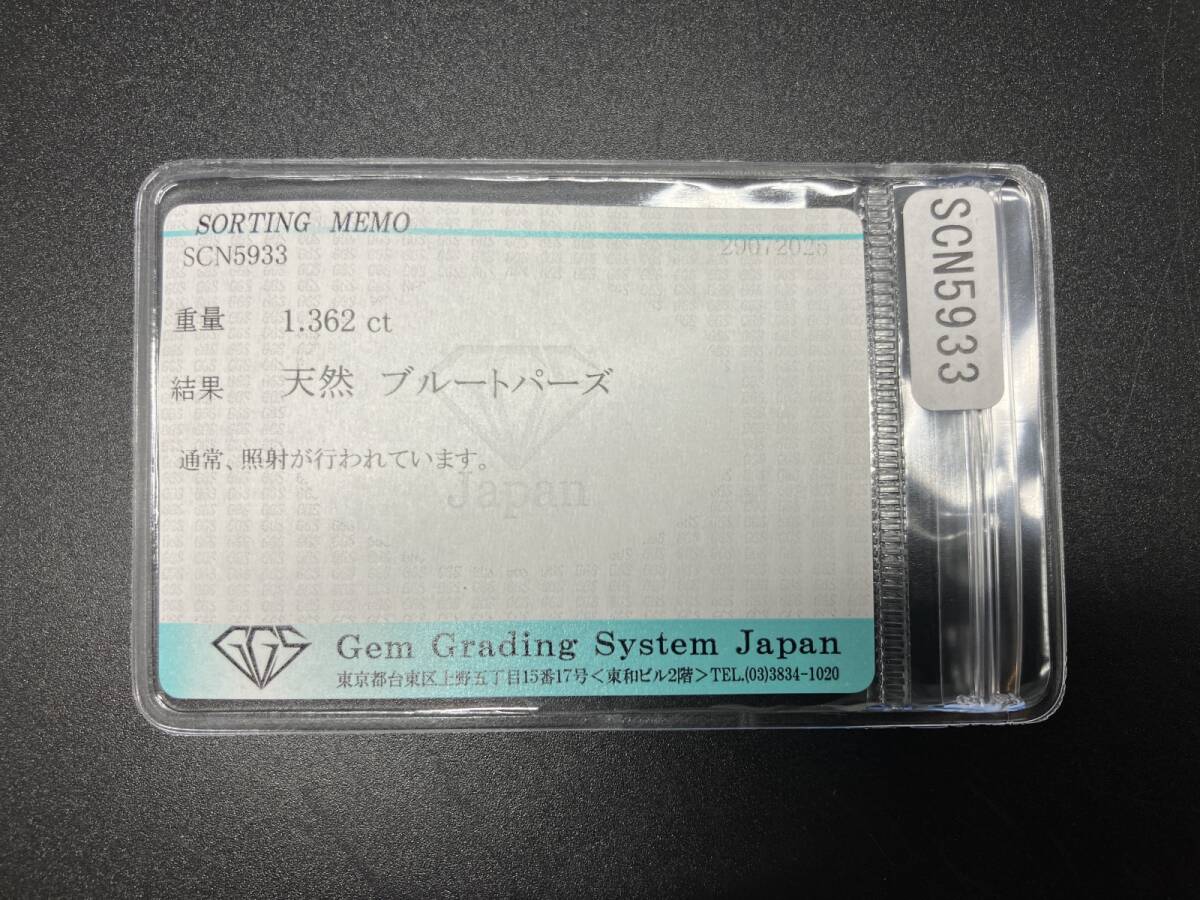 SORTING MEMO
SCN5933
29072026
重量 1.362 ct
結果 天然 ブルートパーズ
通常、照射が行われています。
Japan
GGS
Gem Grading System Japan
東京都台東区上野五丁目15番17号<東和ビル2階>TEL.(03)3834-1020
SCN5933